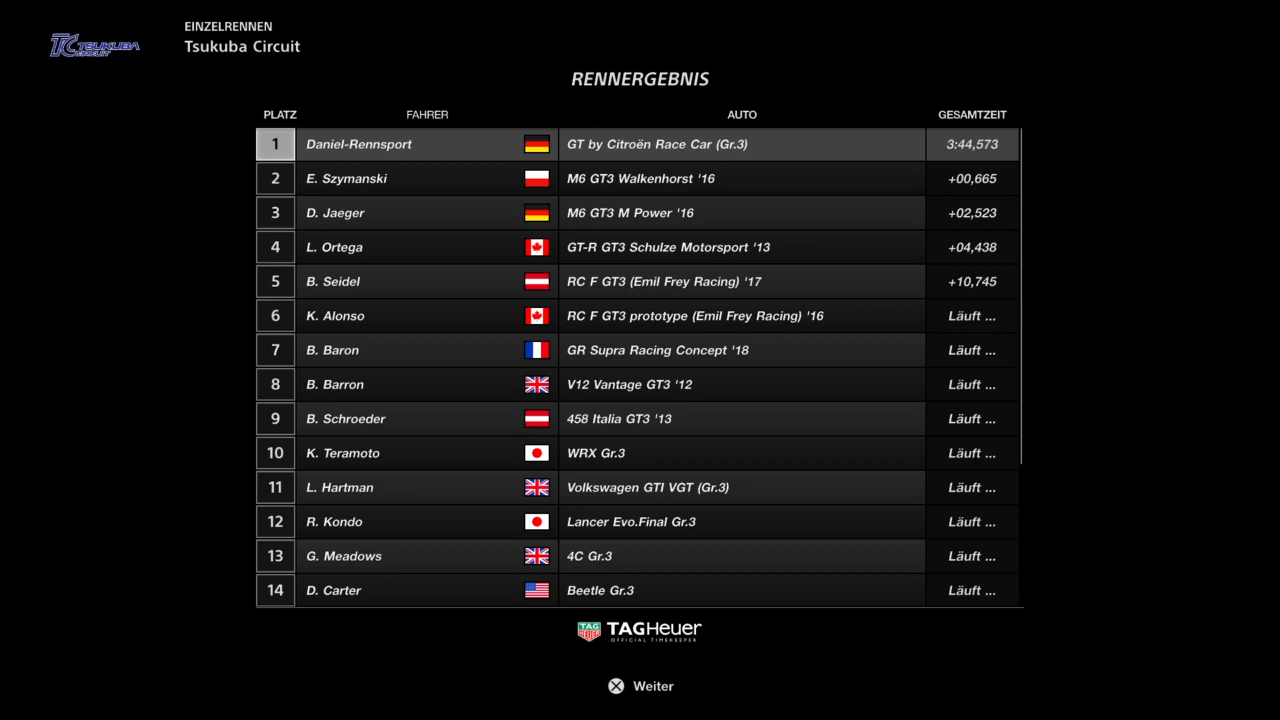 EINZELRENNEN
TSUKUBA CIRCUIT
Tsukuba Circuit
RENNERGEBNIS
PLATZ FAHRER AUTO GESAMTZEIT
1 Daniel-Rennsport GT by Citroën Race Car (Gr.3) 3:44,573
2 E. Szymanski M6 GT3 Walkenhorst '16 +00,665
3 D. Jaeger M6 GT3 M Power '16 +02,523
4 L. Ortega GT-R GT3 Schulze Motorsport '13 +04,438
5 B. Seidel RC F GT3 (Emil Frey Racing) '17 +10,745
6 K. Alonso RC F GT3 prototype (Emil Frey Racing) '16 Läuft ...
7 B. Baron GR Supra Racing Concept '18 Läuft ...
8 B. Barron V12 Vantage GT3 '12 Läuft ...
9 B. Schroeder 458 Italia GT3 '13 Läuft ...
10 K. Teramoto WRX Gr.3 Läuft ...
11 L. Hartman Volkswagen GTI VGT (Gr.3) Läuft ...
12 R. Kondo Lancer Evo.Final Gr.3 Läuft ...
13 G. Meadows 4C Gr.3 Läuft ...
14 D. Carter Beetle Gr.3 Läuft ...
TAG HEUER TAGHeuer
OFFICIAL TIMEKEEPER
Weiter